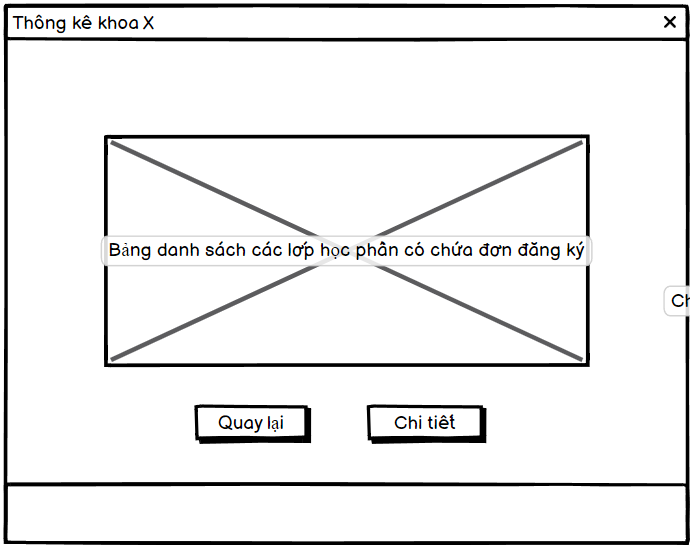 Thông kê khoa X
Bảng danh sách các lớp học phần có chứa đơn đăng ký
Quay lại
Chi tiết